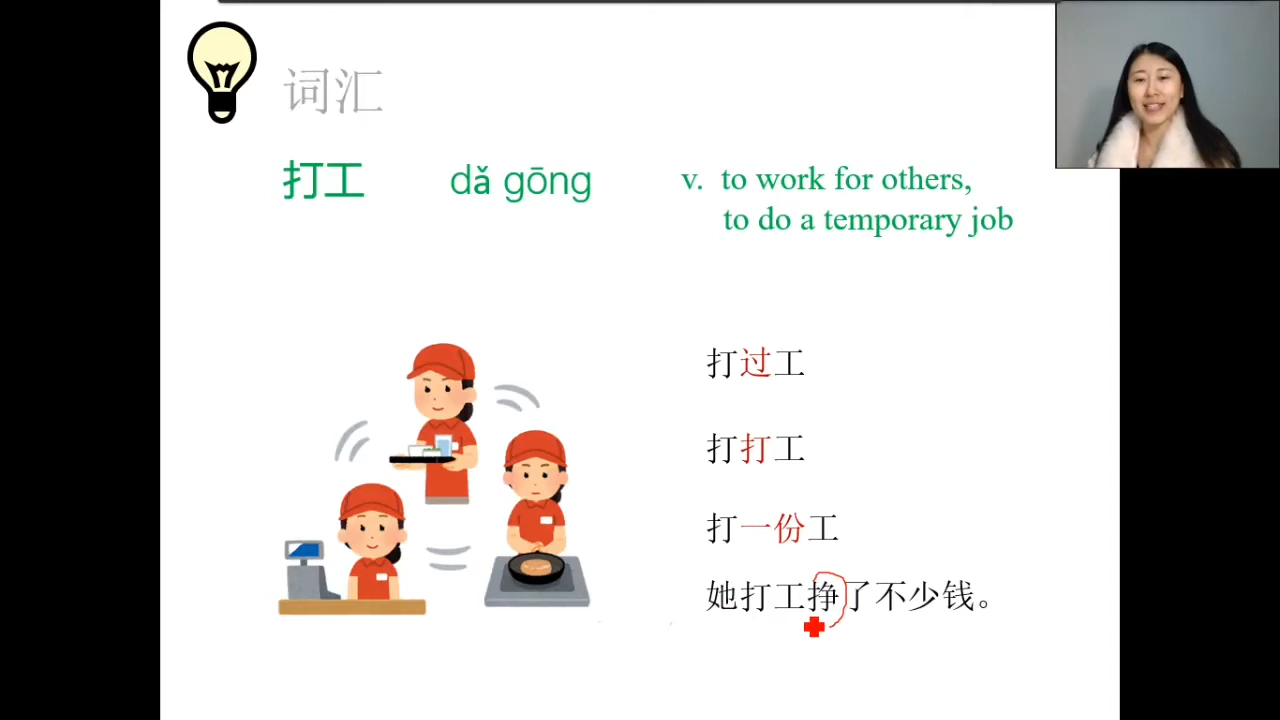 词汇
打工 dǎ gōng v. to work for others,
to do a temporary job
打过工
打打工
打一份工
她打工挣了不少钱。